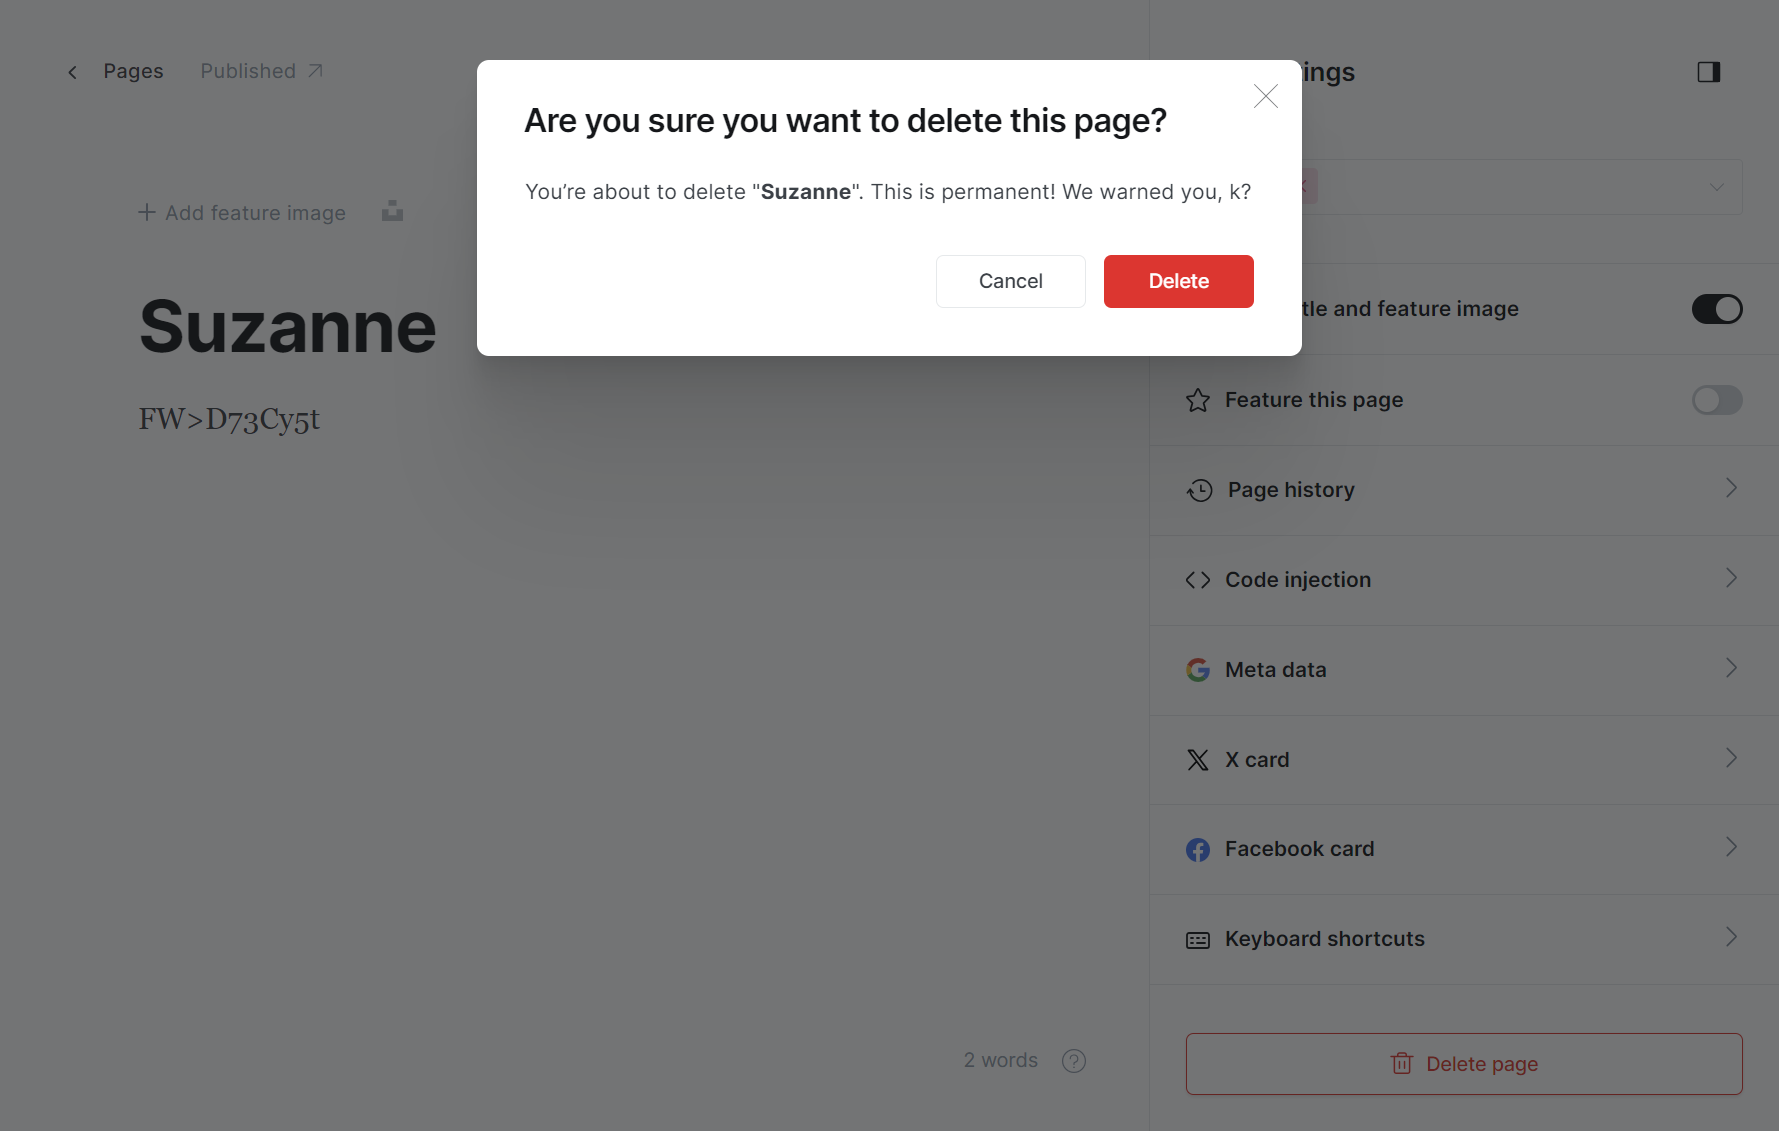 Pages
Published
ings
Are you sure you want to delete this page?
You’re about to delete "Suzanne". This is permanent! We warned you, k?
Cancel
Delete
Add feature image
Suzanne
FW>D73Cy5t
tle and feature image
Feature this page
Page history
Code injection
Meta data
X card
Facebook card
Keyboard shortcuts
2 words
?
Delete page